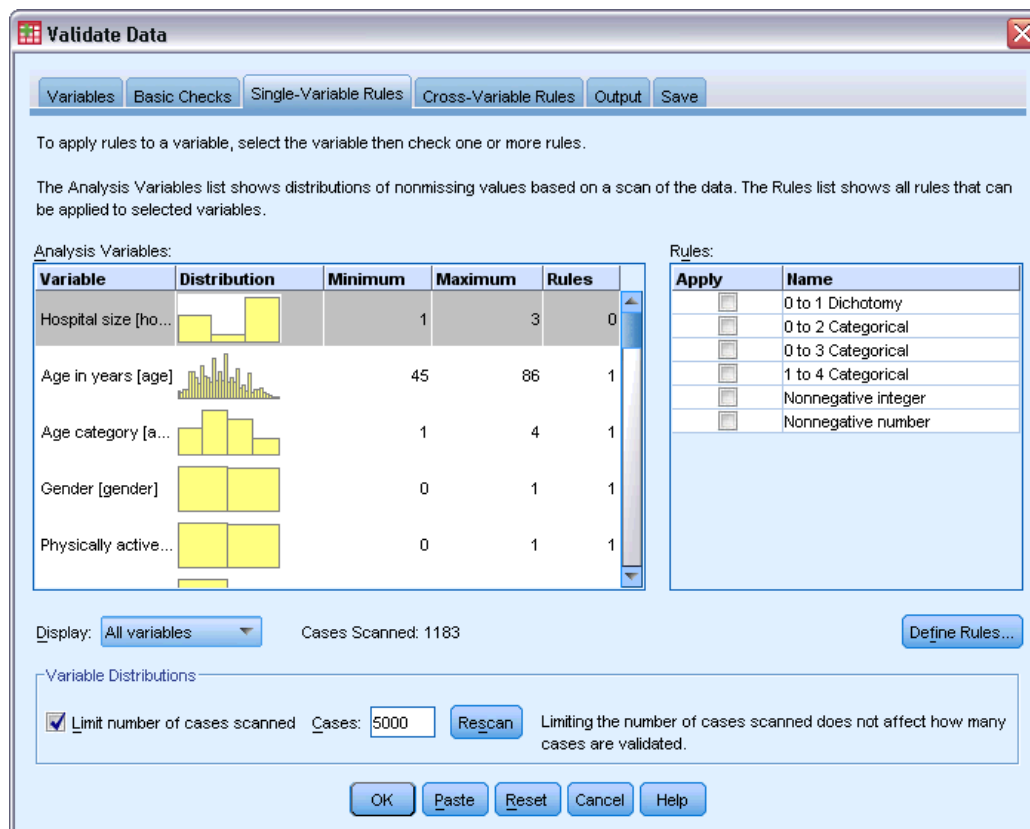 Validate Data
Variables Basic Checks Single-Variable Rules Cross-Variable Rules Output Save
To apply rules to a variable, select the variable then check one or more rules.
The Analysis Variables list shows distributions of nonmissing values based on a scan of the data. The Rules list shows all rules that can
be applied to selected variables.
Analysis Variables:
Variable Distribution Minimum Maximum Rules
Hospital size [ho... 1 3 0
Age in years [age] 45 86 1
Age category [a... 1 4 1
Gender [gender] 0 1 1
Physically active... 0 1 1
Rules:
Apply Name
0 to 1 Dichotomy
0 to 2 Categorical
0 to 3 Categorical
1 to 4 Categorical
Nonnegative integer
Nonnegative number
Display: All variables Cases Scanned: 1183 Define Rules...
Variable Distributions
Limit number of cases scanned Cases: 5000 Rescan Limiting the number of cases scanned does not affect how many
cases are validated.
OK Paste Reset Cancel Help